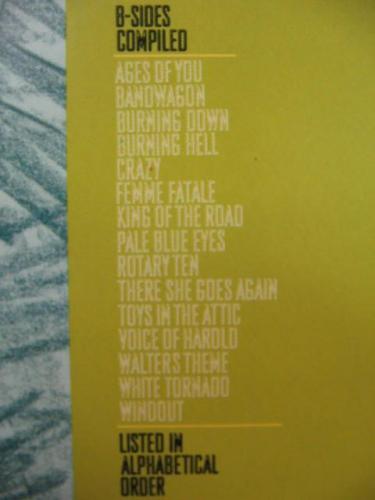 B-SIDES
COMPILED
AGES OF YOU
BANDWAGON
BURNING DOWN
BURNING HELL
CRAZY
FEMME FATALE
KING OF THE ROAD
PALE BLUE EYES
ROTARY TEN
THERE SHE GOES AGAIN
TOYS IN THE ATTIC
VOICE OF HAROLD
WALTERS THEME
WHITE TORNADO
WINDOUT
LISTED IN
ALPHABETICAL
ORDER